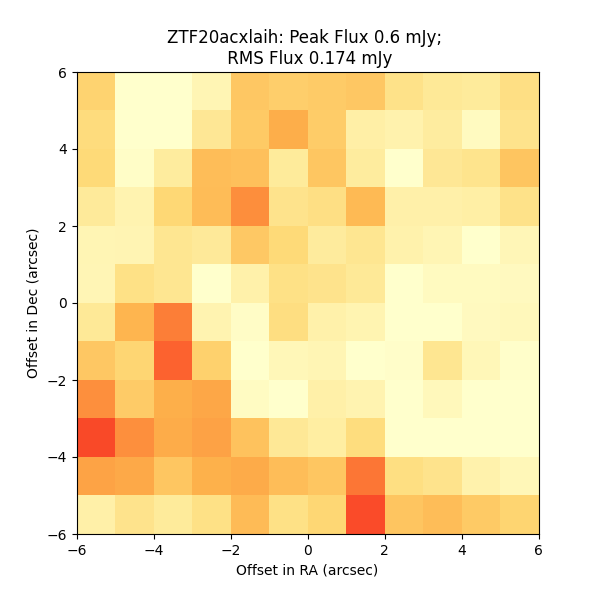 ZTF20acxlaih: Peak Flux 0.6 mJy;
RMS Flux 0.174 mJy
6
4
2
0
−2
−4
−6
Offset in Dec (arcsec)
−6 −4 −2 0 2 4 6
Offset in RA (arcsec)